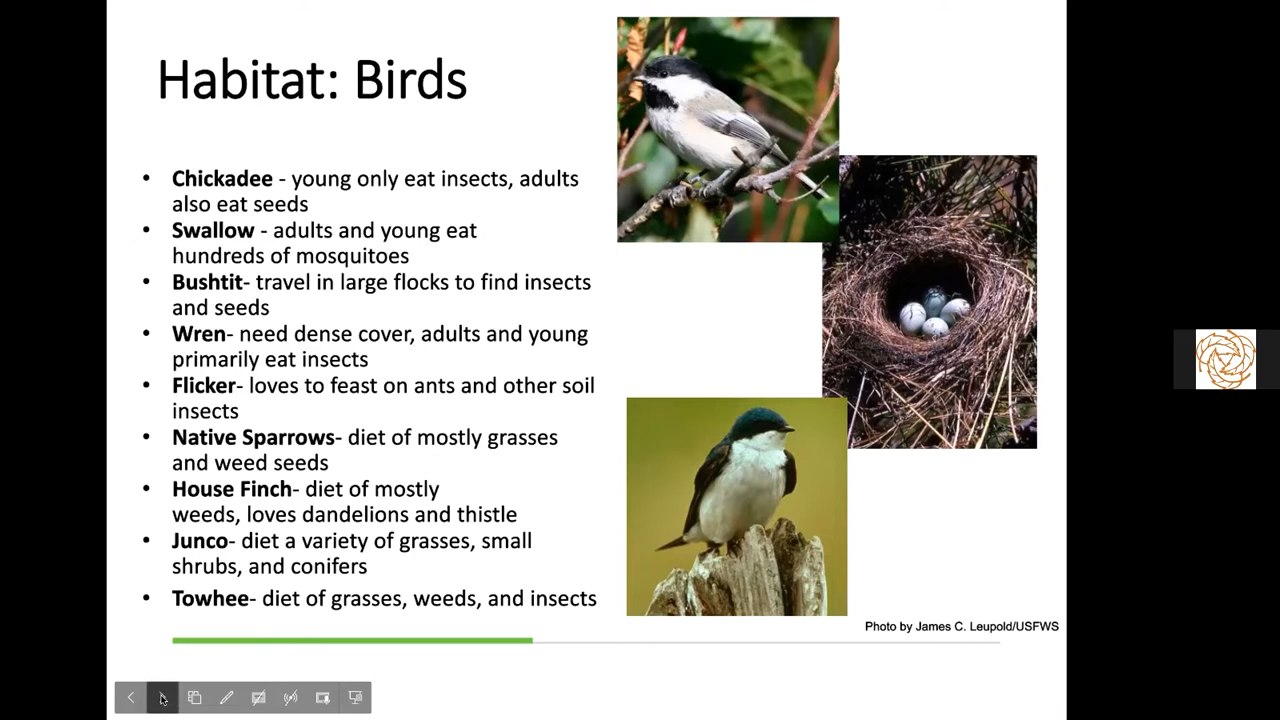 Habitat: Birds
• Chickadee - young only eat insects, adults
also eat seeds
• Swallow - adults and young eat
hundreds of mosquitoes
• Bushtit- travel in large flocks to find insects
and seeds
• Wren- need dense cover, adults and young
primarily eat insects
• Flicker- loves to feast on ants and other soil
insects
• Native Sparrows- diet of mostly grasses
and weed seeds
• House Finch- diet of mostly
weeds, loves dandelions and thistle
• Junco- diet a variety of grasses, small
shrubs, and conifers
• Towhee- diet of grasses, weeds, and insects
Photo by James C. Leupold/USFWS